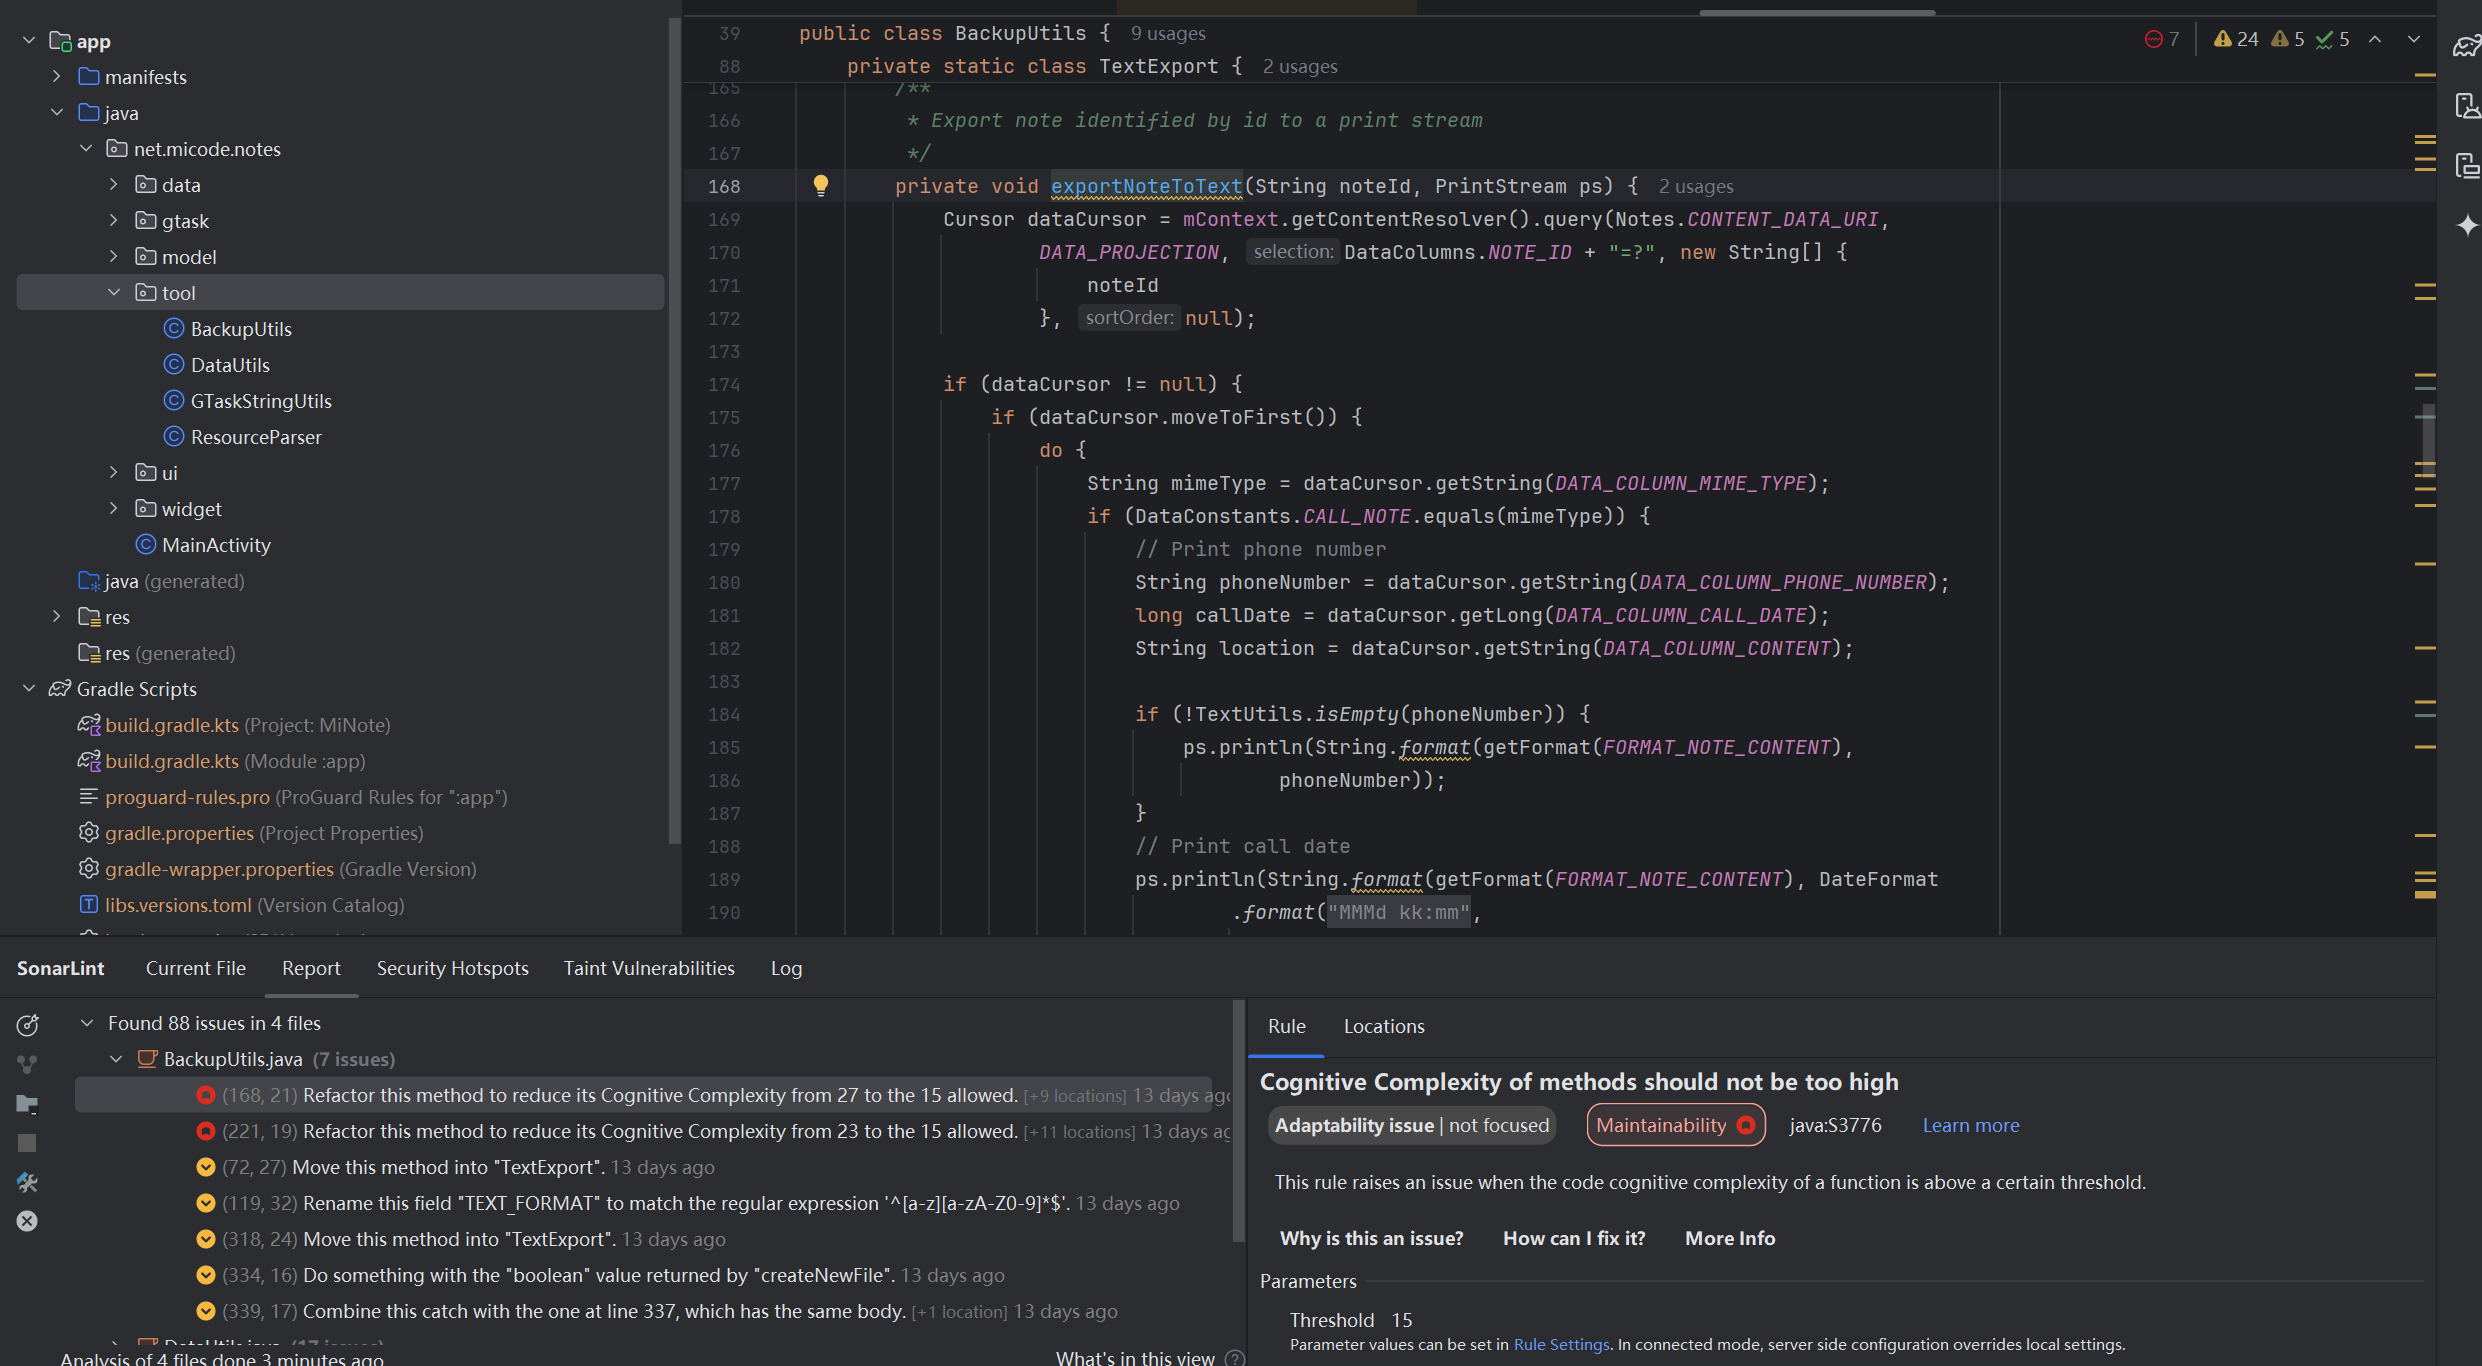 app
manifests
java
net.micode.notes
data
gtask
model
tool
BackupUtils
DataUtils
GTaskStringUtils
ResourceParser
ui
widget
MainActivity
java (generated)
res
res (generated)
Gradle Scripts
build.gradle.kts (Project: MiNote)
build.gradle.kts (Module :app)
proguard-rules.pro (ProGuard Rules for ":app")
gradle.properties (Project Properties)
gradle-wrapper.properties (Gradle Version)
libs.versions.toml (Version Catalog)
7 24 5 5
39 public class BackupUtils { 9 usages
88 private static class TextExport { 2 usages
165 /**
166 * Export note identified by id to a print stream
167 */
168 private void exportNoteToText(String noteId, PrintStream ps) { 2 usages
169 Cursor dataCursor = mContext.getContentResolver().query(Notes.CONTENT_DATA_URI,
170 DATA_PROJECTION, selection: DataColumns.NOTE_ID + "=?", new String[] {
171 noteId
172 }, sortOrder: null);
173
174 if (dataCursor != null) {
175 if (dataCursor.moveToFirst()) {
176 do {
177 String mimeType = dataCursor.getString(DATA_COLUMN_MIME_TYPE);
178 if (DataConstants.CALL_NOTE.equals(mimeType)) {
179 // Print phone number
180 String phoneNumber = dataCursor.getString(DATA_COLUMN_PHONE_NUMBER);
181 long callDate = dataCursor.getLong(DATA_COLUMN_CALL_DATE);
182 String location = dataCursor.getString(DATA_COLUMN_CONTENT);
183
184 if (!TextUtils.isEmpty(phoneNumber)) {
185 ps.println(String.format(getFormat(FORMAT_NOTE_CONTENT),
186 phoneNumber));
187 }
188 // Print call date
189 ps.println(String.format(getFormat(FORMAT_NOTE_CONTENT), DateFormat
190 .format("MMMd kk:mm",
SonarLint Current File Report Security Hotspots Taint Vulnerabilities Log
Found 88 issues in 4 files
BackupUtils.java (7 issues)
(168, 21) Refactor this method to reduce its Cognitive Complexity from 27 to the 15 allowed. [+9 locations] 13 days ago
(221, 19) Refactor this method to reduce its Cognitive Complexity from 23 to the 15 allowed. [+11 locations] 13 days ag
(72, 27) Move this method into "TextExport". 13 days ago
(119, 32) Rename this field "TEXT_FORMAT" to match the regular expression '^[a-z][a-zA-Z0-9]*$'. 13 days ago
(318, 24) Move this method into "TextExport". 13 days ago
(334, 16) Do something with the "boolean" value returned by "createNewFile". 13 days ago
(339, 17) Combine this catch with the one at line 337, which has the same body. [+1 location] 13 days ago
DataUtils.java (17 issues)
Analysis of 4 files done 3 minutes ago
What's in this view ?
Rule Locations
Cognitive Complexity of methods should not be too high
Adaptability issue | not focused Maintainability java:S3776 Learn more
This rule raises an issue when the code cognitive complexity of a function is above a certain threshold.
Why is this an issue? How can I fix it? More Info
Parameters
Threshold 15
Parameter values can be set in Rule Settings. In connected mode, server side configuration overrides local settings.